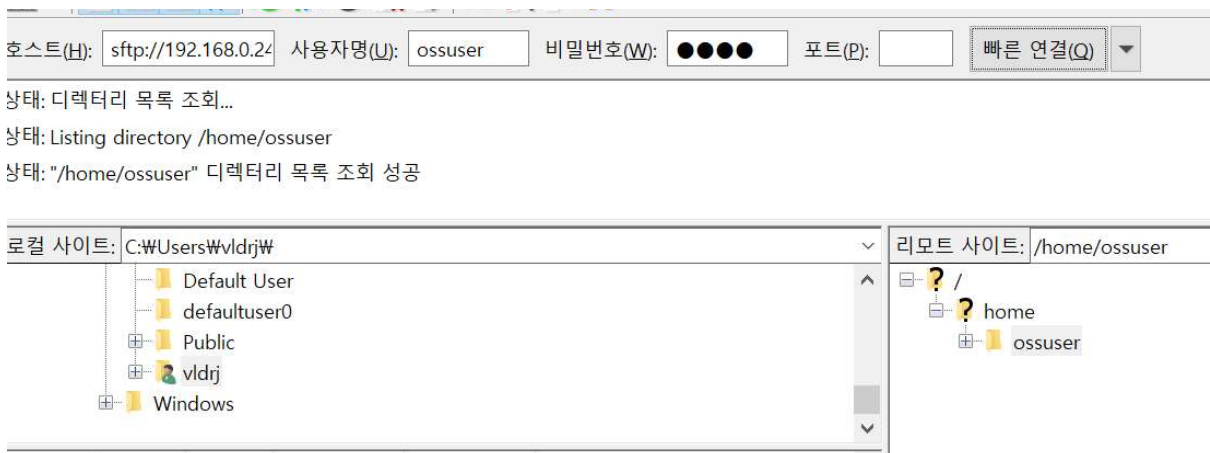 호스트(H): sftp://192.168.0.24 사용자명(U): ossuser 비밀번호(W): ●●●● 포트(P): 빠른 연결(Q)
상태: 디렉터리 목록 조회...
상태: Listing directory /home/ossuser
상태: "/home/ossuser" 디렉터리 목록 조회 성공
로컬 사이트: C:₩Users₩vldrj₩
Default User
defaultuser0
Public
vldrj
Windows
리모트 사이트: /home/ossuser
/
home
ossuser